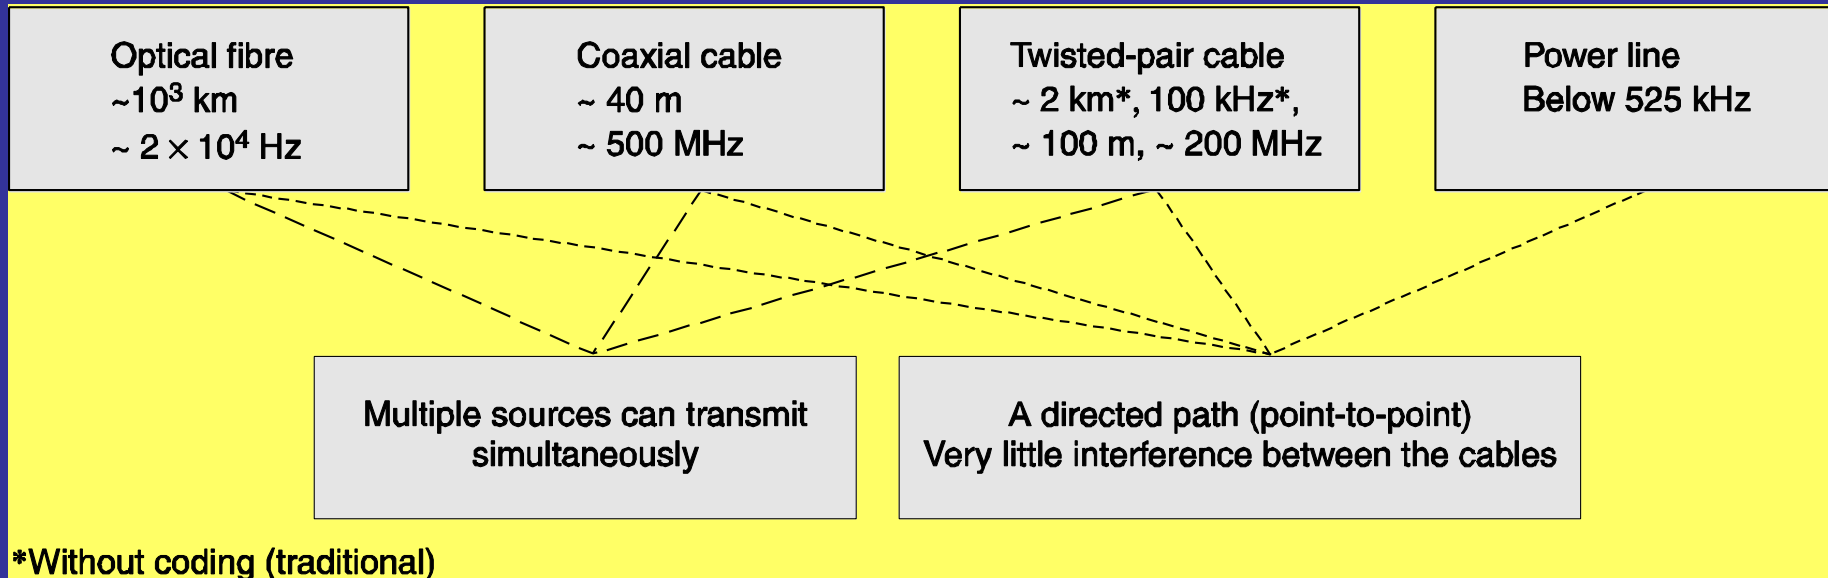 Optical fibre
~10³ km
~ 2 × 10⁴ Hz
Coaxial cable
~ 40 m
~ 500 MHz
Twisted-pair cable
~ 2 km*, 100 kHz*,
~ 100 m, ~ 200 MHz
Power line
Below 525 kHz
Multiple sources can transmit
simultaneously
A directed path (point-to-point)
Very little interference between the cables
*Without coding (traditional)